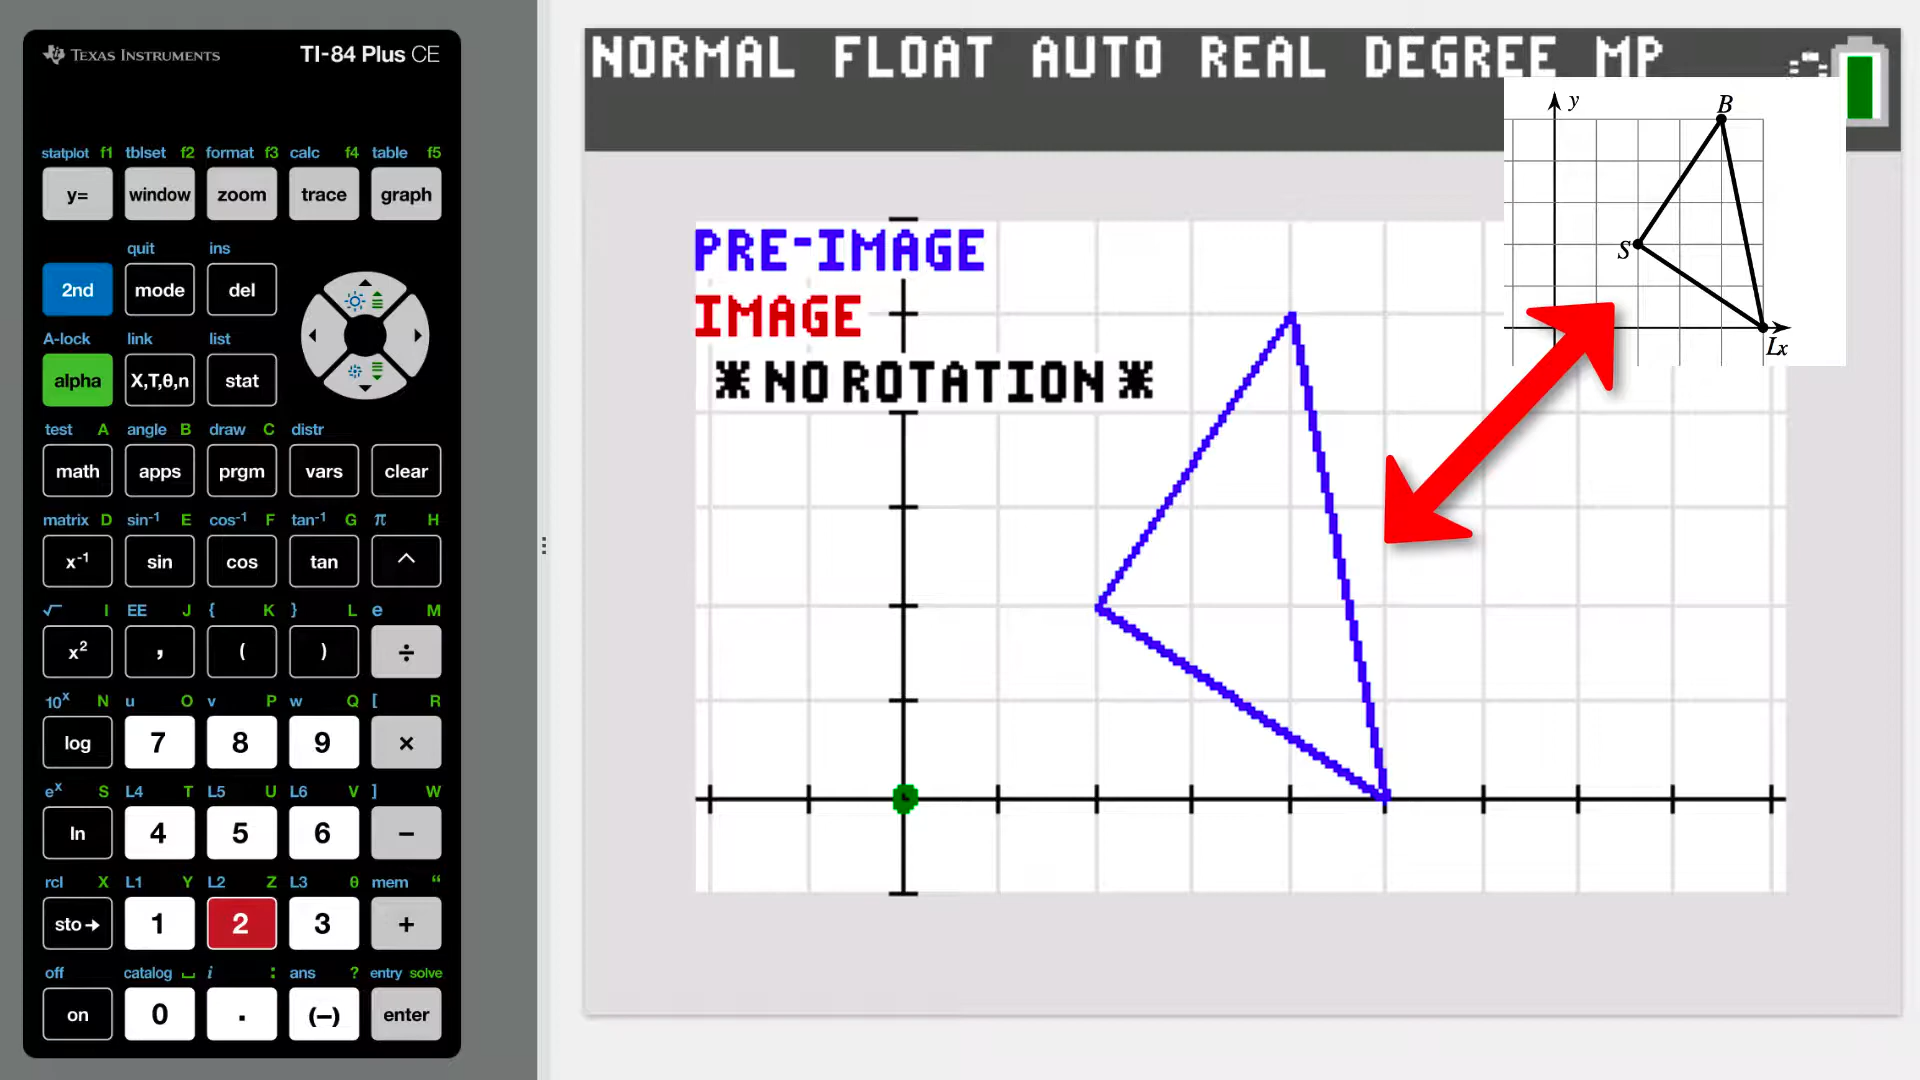 TEXAS INSTRUMENTS TI-84 Plus CE
statplot f1 tblset f2 format f3 calc f4 table f5
y= window zoom trace graph
quit ins
2nd mode del
A-lock link list
alpha X,T,θ,n stat
test A angle B draw C distr
math apps prgm vars clear
matrix D sin⁻¹ E cos⁻¹ F tan⁻¹ G π H
x⁻¹ sin cos tan ^
√ I EE J { K } L e M
x² , ( ) ÷
10ˣ N u O v P w Q [ R
log 7 8 9 ×
eˣ S L4 T L5 U L6 V ] W
ln 4 5 6 −
rcl X L1 Y L2 Z L3 θ mem “
sto→ 1 2 3 +
off catalog ⎵ i : ans ? entry solve
on 0 . (−) enter
NORMAL FLOAT AUTO REAL DEGREE MP
PRE-IMAGE
IMAGE
*NO ROTATION*
y
B
S
L x